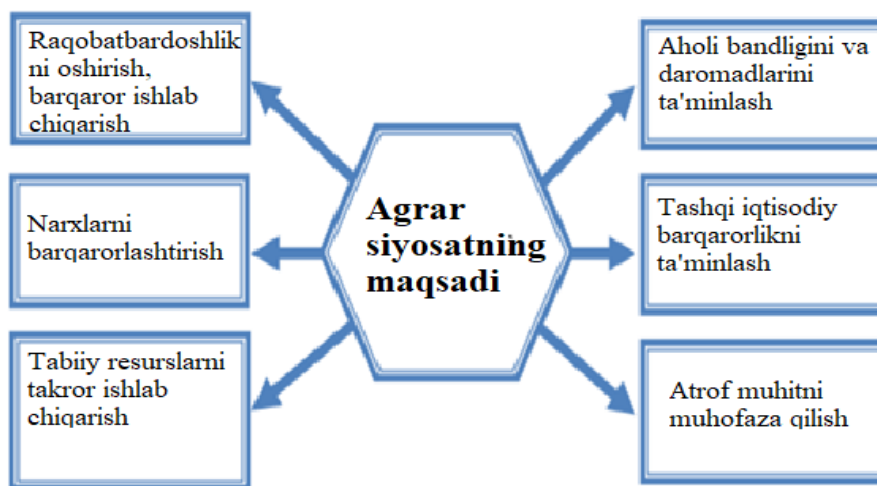 Raqobatbardoshlik
ni oshirish,
barqaror ishlab
chiqarish
Narxlarni
barqarorlashtirish
Tabiiy resurslarni
takror ishlab
chiqarish
Agrar
siyosatning
maqsadi
Aholi bandligini va
daromadlarini
ta'minlash
Tashqi iqtisodiy
barqarorlikni
ta'minlash
Atrof muhitni
muhofaza qilish